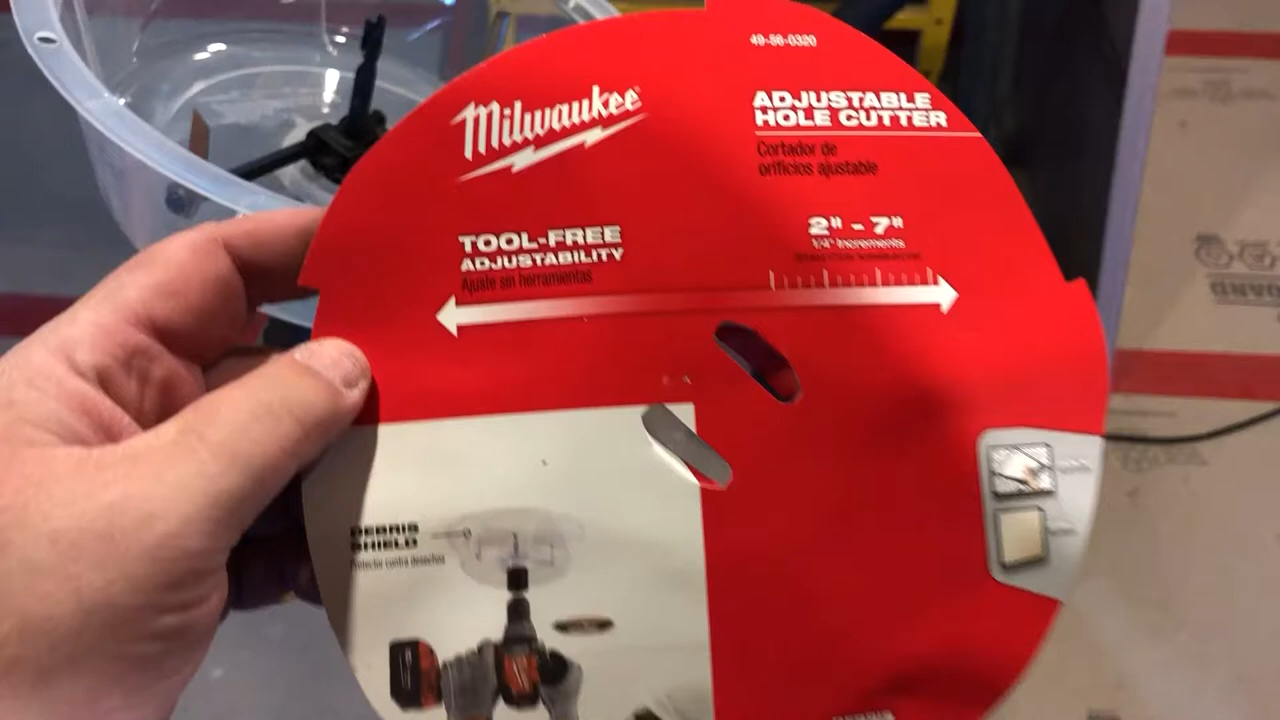 49-56-0320
Milwaukee
ADJUSTABLE
HOLE CUTTER
Cortador de
orificios ajustable
TOOL-FREE
ADJUSTABILITY
Ajuste sin herramientas
2" - 7"
1/4" Increments
DEBRIS
SHIELD
Protector contra desechos
DEBRIS